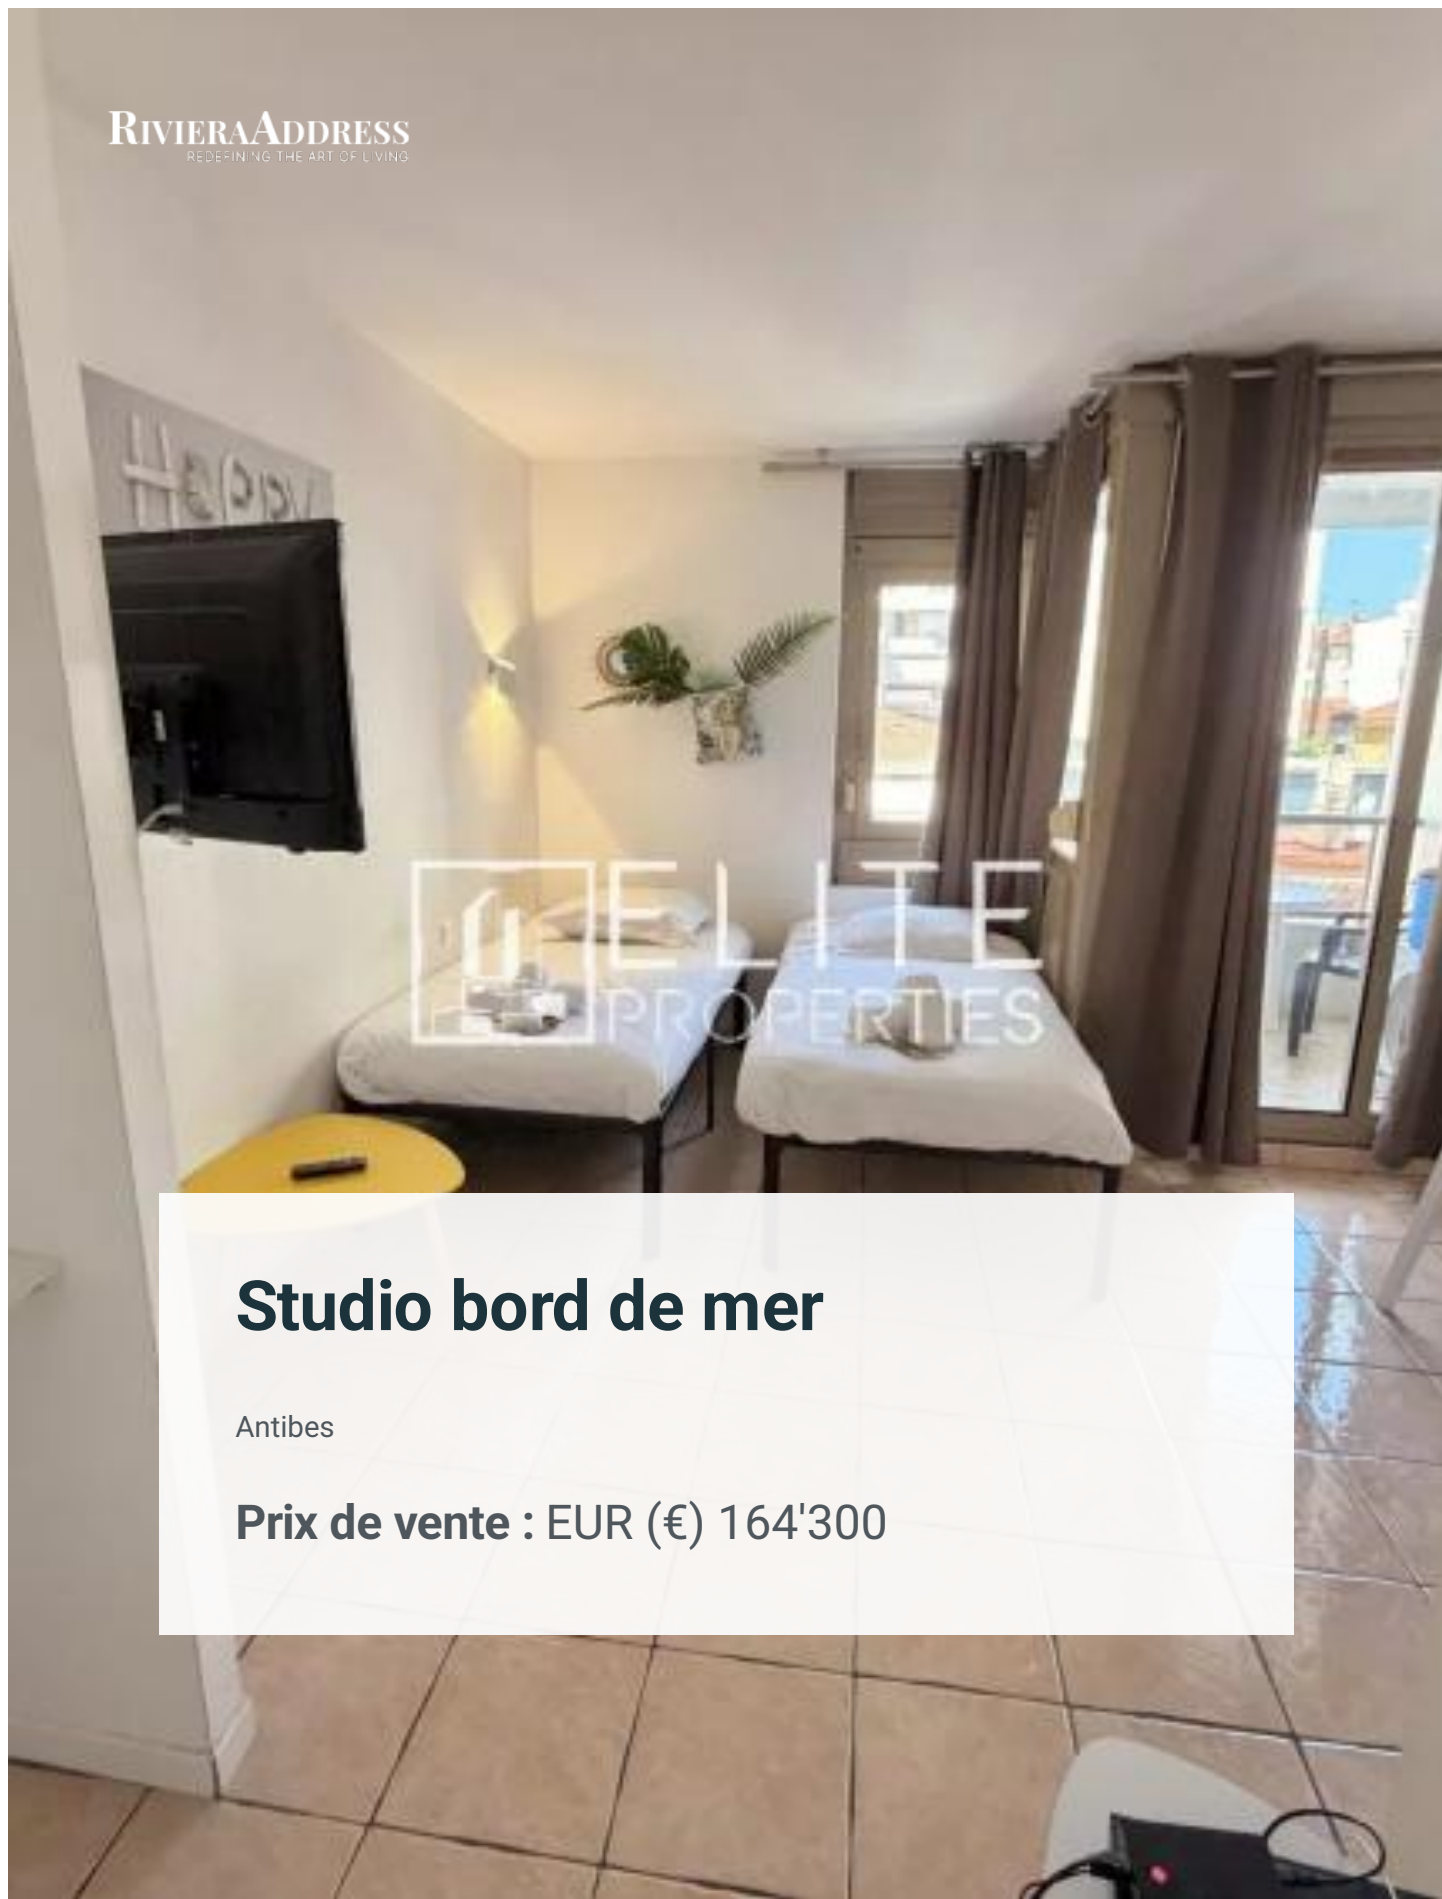 RIVIERAADDRESS
REDEFINING THE ART OF LIVING
HAPPY
ELITE
PROPERTIES
Studio bord de mer
Antibes
Prix de vente : EUR (€) 164'300